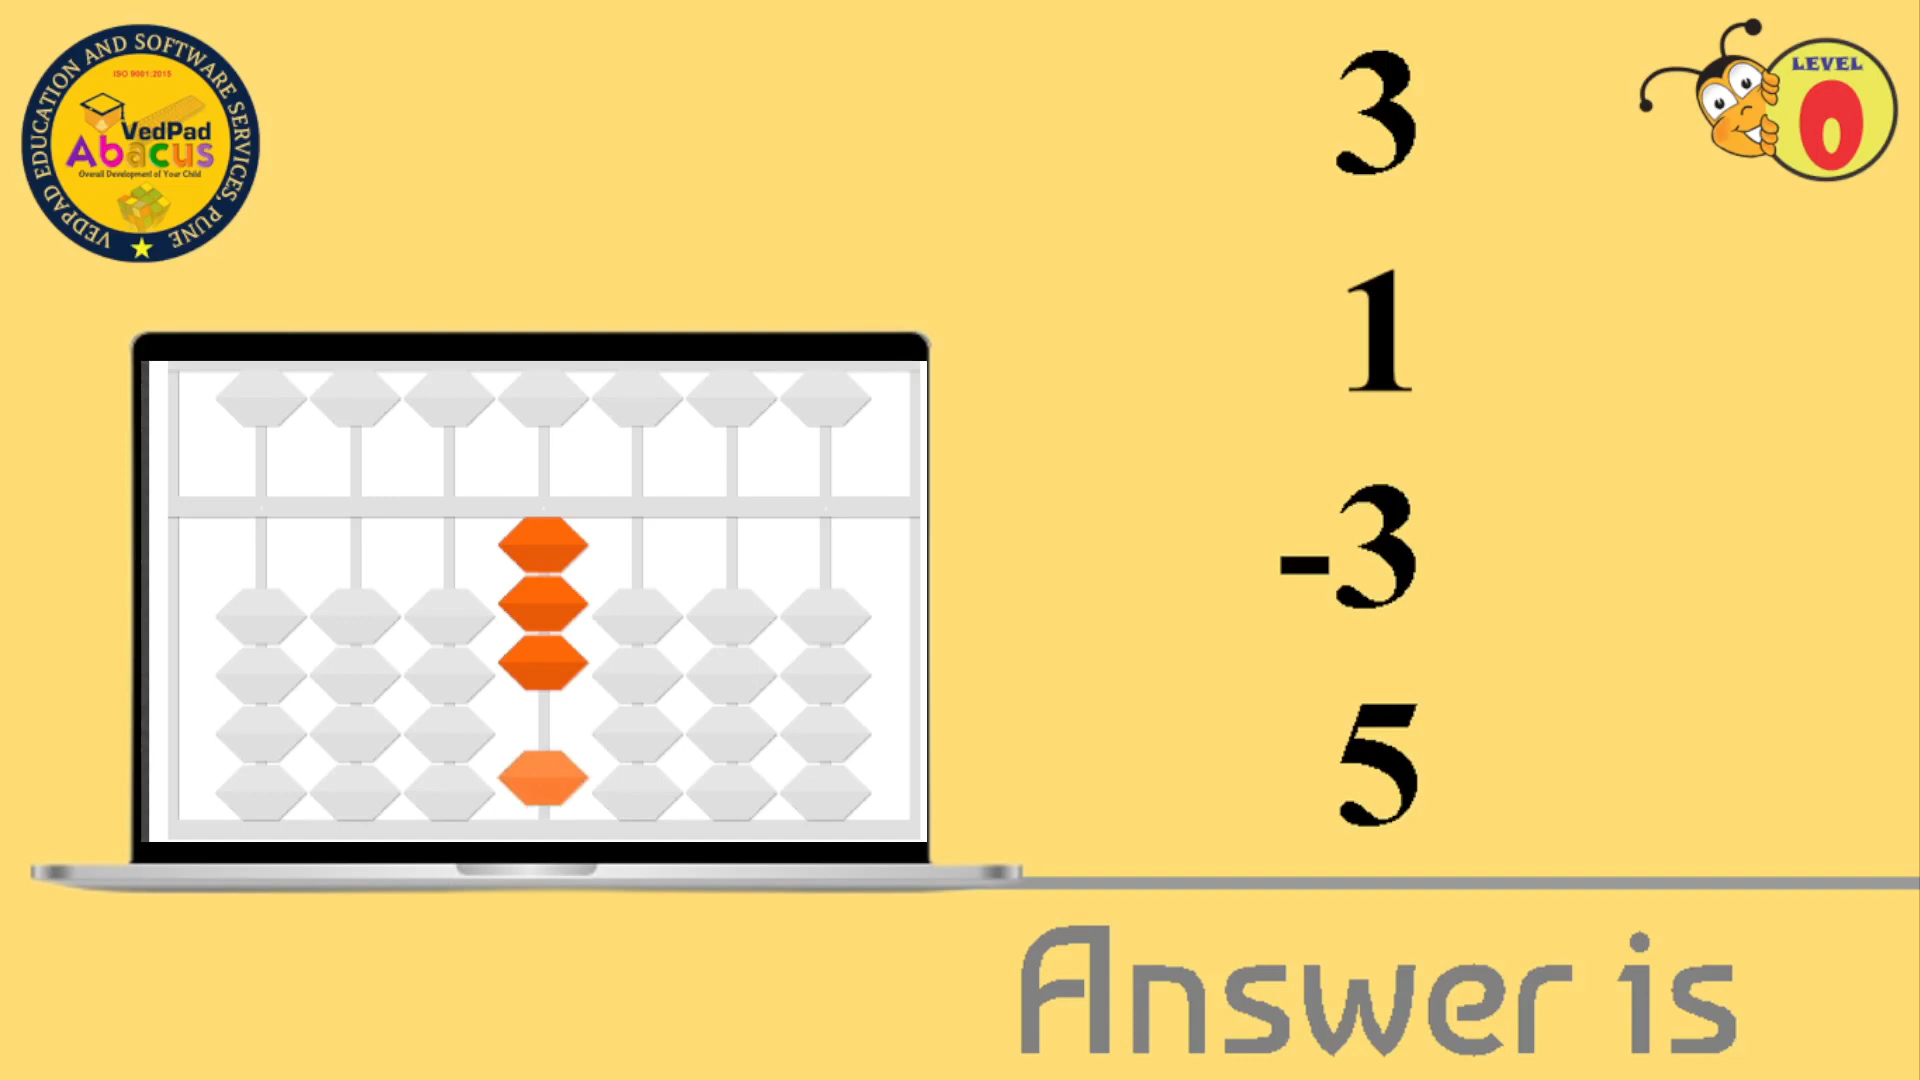 VEDPAD EDUCATION AND SOFTWARE SERVICES, PUNE
ISO 9001:2015
VedPad
Abacus
Overall Development of Your Child
LEVEL
0
3
1
-3
5
Answer is